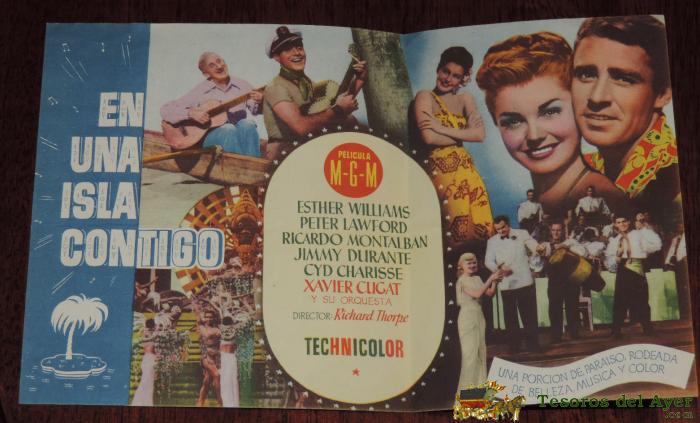 EN
UNA
ISLA
CONTIGO
PELICULA
M-G-M
ESTHER WILLIAMS
PETER LAWFORD
RICARDO MONTALBAN
JIMMY DURANTE
CYD CHARISSE
XAVIER CUGAT
Y SU ORQUESTA
DIRECTOR: Richard Thorpe
TECHNICOLOR
UNA PORCION DE PARAISO, RODEADA
DE BELLEZA, MUSICA Y COLOR
Tesoros del Ayer
.com